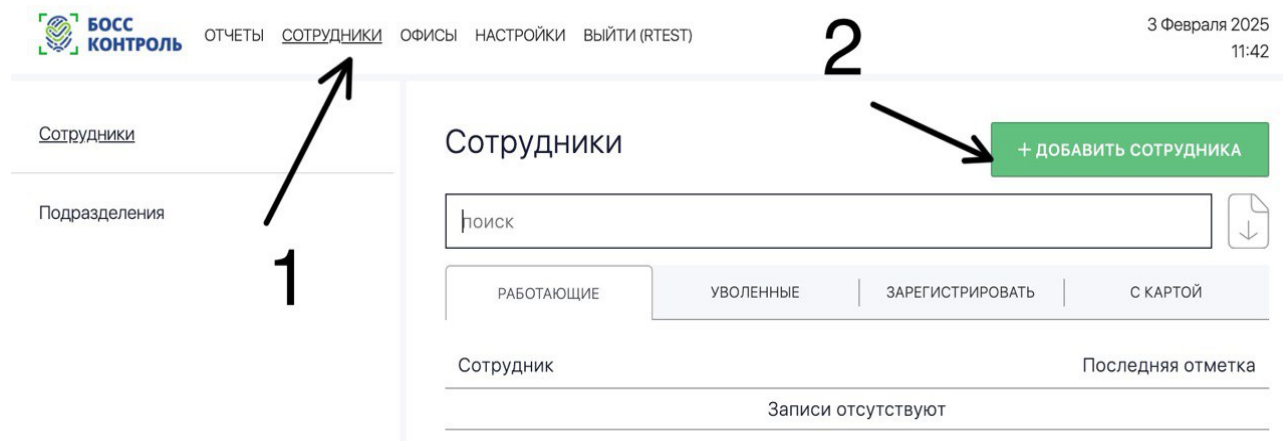 БОСС КОНТРОЛЬ
ОТЧЕТЫ СОТРУДНИКИ ОФИСЫ НАСТРОЙКИ ВЫЙТИ (RTEST)
2
3 Февраля 2025
11:42
Сотрудники
Подразделения
1
Сотрудники
+ ДОБАВИТЬ СОТРУДНИКА
поиск
РАБОТАЮЩИЕ УВОЛЕННЫЕ ЗАРЕГИСТРИРОВАТЬ С КАРТОЙ
Сотрудник Последняя отметка
Записи отсутствуют